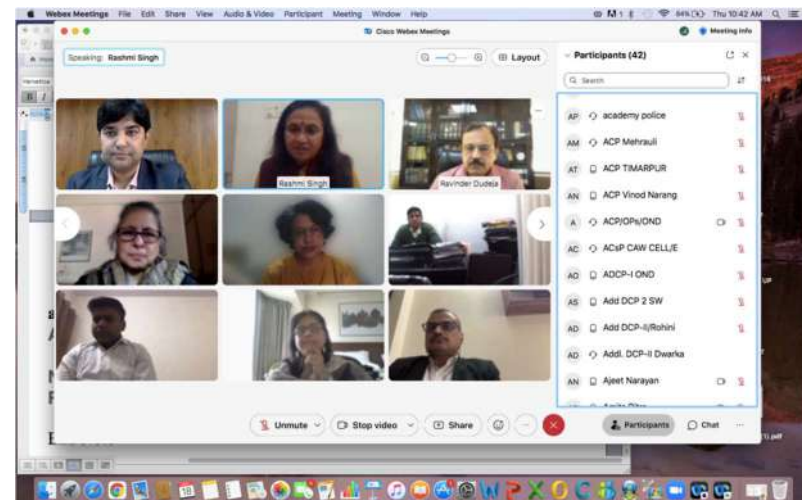 Webex Meetings File Edit Share View Audio & Video Participant Meeting Window Help
84% Thu 10:42 AM
Cisco Webex Meetings
Meeting info
Speaking: Rashmi Singh
Layout
Participants (42)
Search
Rashmi Singh
Ravinder Dudeja
AP academy police
AM ACP Mehrauli
AT ACP TIMARPUR
AN ACP Vinod Narang
A ACP/OPs/OND
AC ACsP CAW CELL/E
AO ADCP-I OND
AS Add DCP 2 SW
AD Add DCP-II/Rohini
AD Addl. DCP-II Dwarka
AN Ajeet Narayan
Unmute
Stop video
Share
Participants
Chat